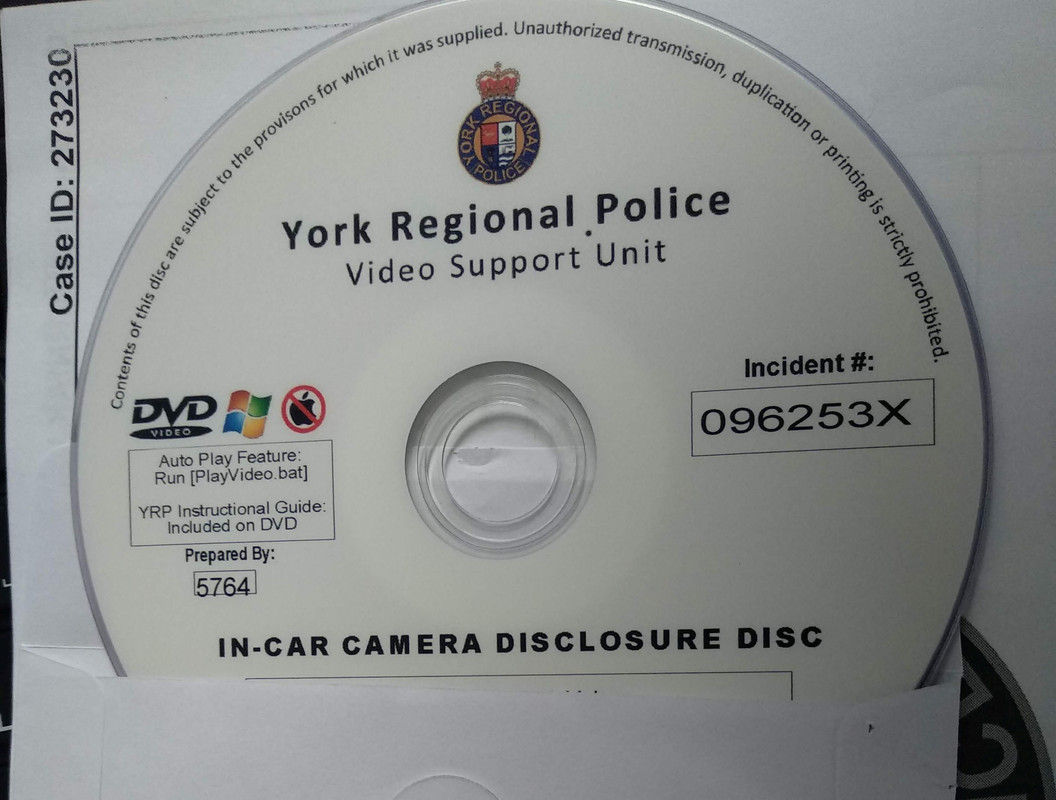 Case ID: 273230
Contents of this disc are subject to the provisons for which it was supplied. Unauthorized transmission, duplication or printing is strictly prohibited.
YORK REGIONAL
POLICE
York Regional Police
Video Support Unit
Incident #:
096253X
DVD
VIDEO
Auto Play Feature:
Run [PlayVideo.bat]
YRP Instructional Guide:
Included on DVD
Prepared By:
5764
IN-CAR CAMERA DISCLOSURE DISC